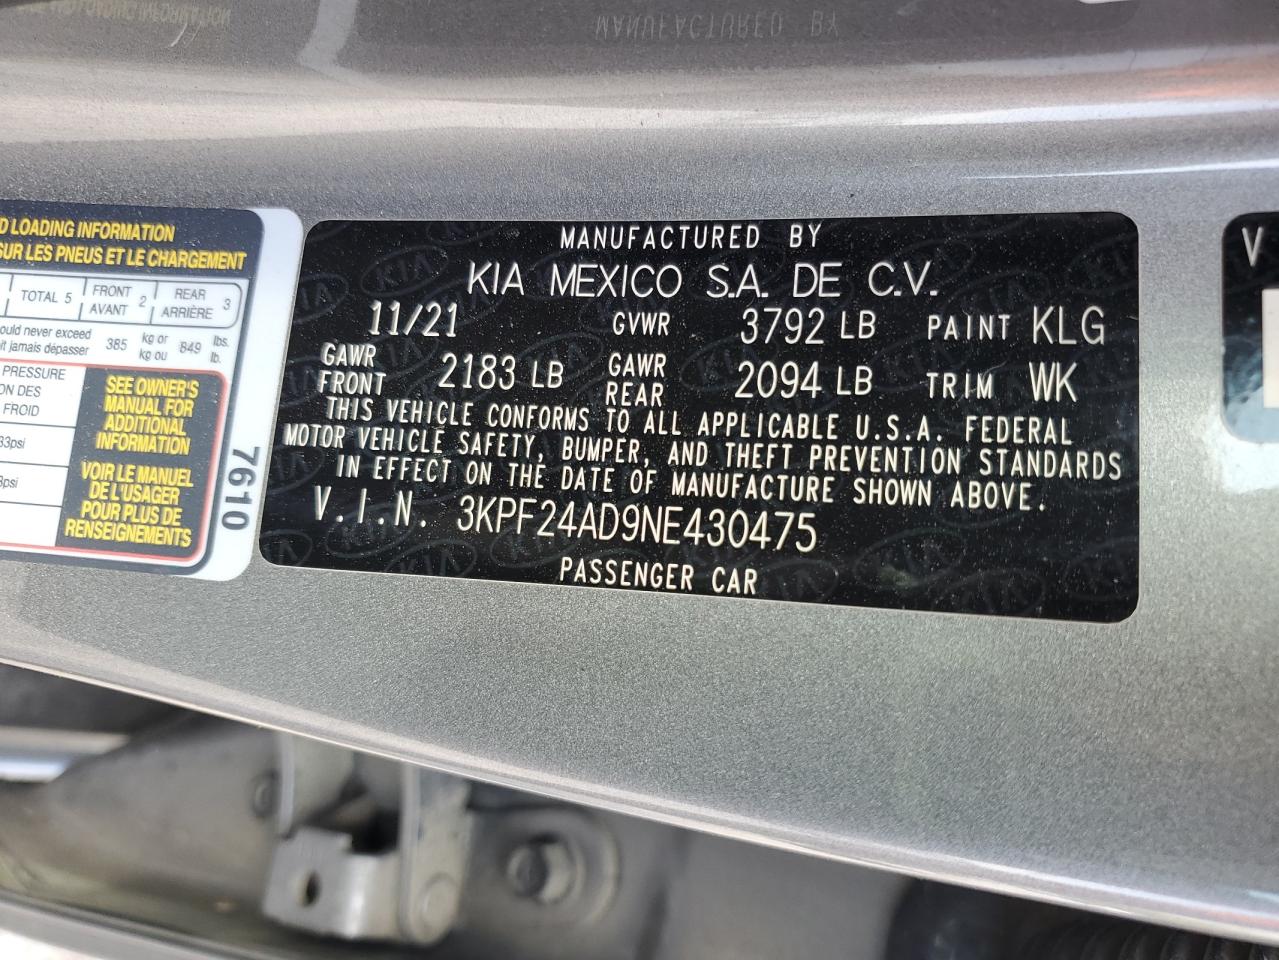 D LOADING INFORMATION
SUR LES PNEUS ET LE CHARGEMENT
TOTAL 5 FRONT AVANT 2 REAR ARRIÈRE 3
ould never exceed
it jamais dépasser 385 kg or kg ou 849 lbs. lb.
PRESSURE
ON DES
FROID
33psi
3psi
SEE OWNER'S
MANUAL FOR
ADDITIONAL
INFORMATION
VOIR LE MANUEL
DE L'USAGER
POUR PLUS DE
RENSEIGNEMENTS
7610
MANUFACTURED BY
KIA MEXICO S.A. DE C.V.
11/21 GVWR 3792 LB PAINT KLG
GAWR FRONT 2183 LB GAWR REAR 2094 LB TRIM WK
THIS VEHICLE CONFORMS TO ALL APPLICABLE U.S.A. FEDERAL
MOTOR VEHICLE SAFETY, BUMPER, AND THEFT PREVENTION STANDARDS
IN EFFECT ON THE DATE OF MANUFACTURE SHOWN ABOVE.
V.I.N. 3KPF24AD9NE430475
PASSENGER CAR
V